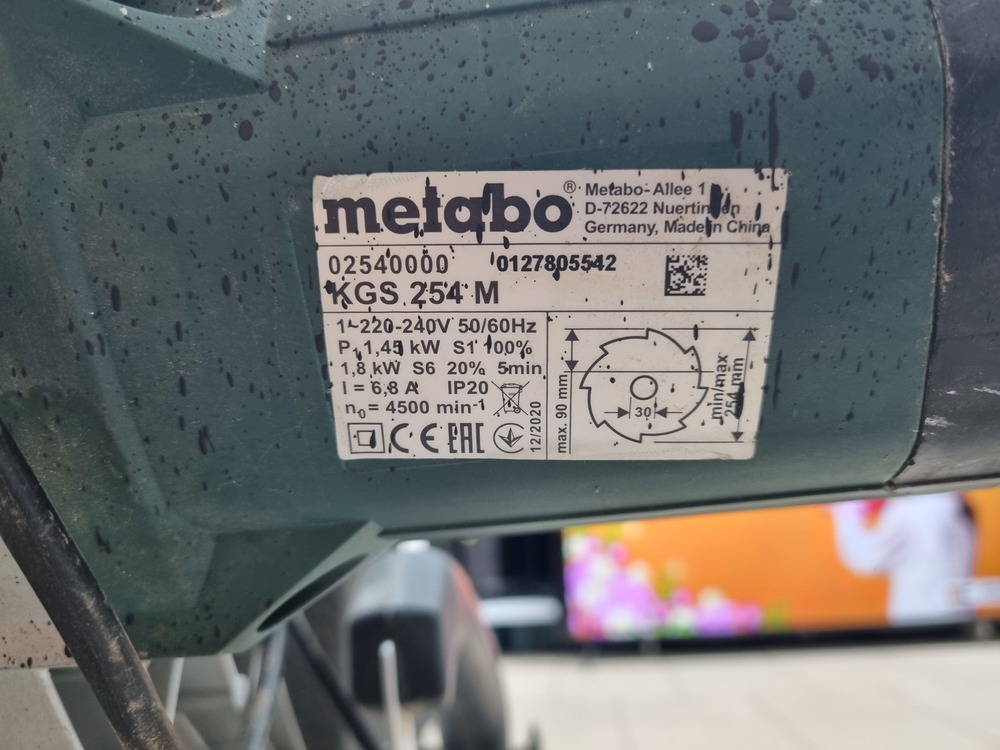 metabo®
Metabo-Allee 1
D-72622 Nuertingen
Germany, Made in China
02540000 0127805542
KGS 254 M
1~220-240V 50/60Hz
P₁ 1,45 kW S1 100%
1,8 kW S6 20% 5min
I = 6,8 A IP20
n₀= 4500 min-1
CE EAC
12/2020
max. 90 mm
30
min/max
254 mm